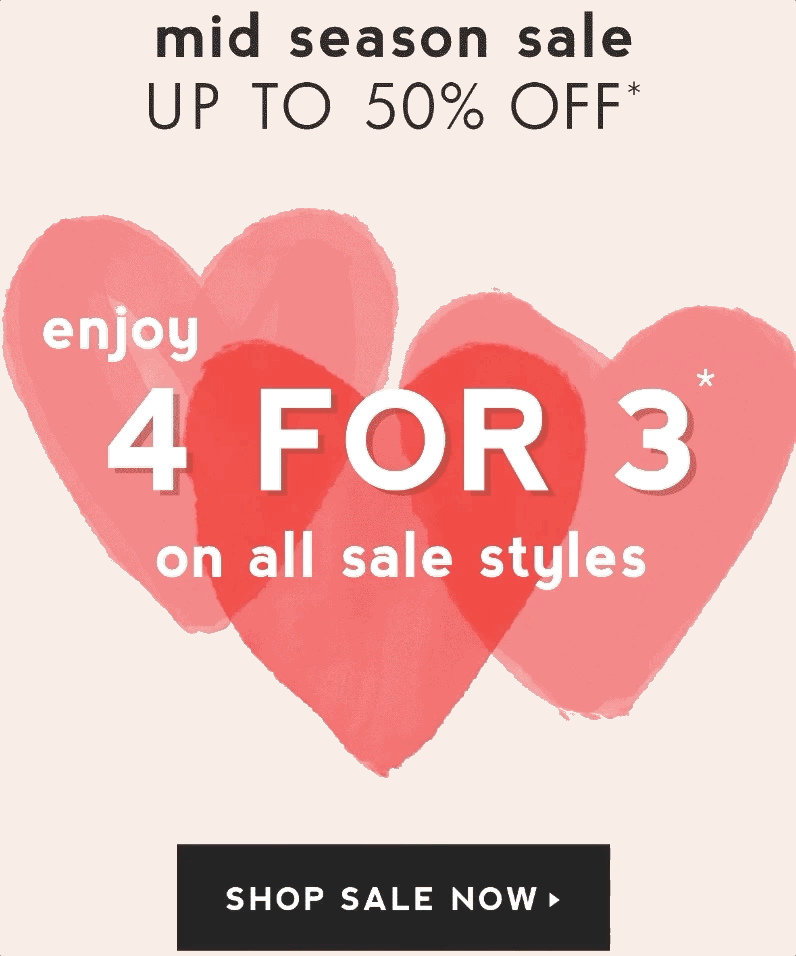 mid season sale
UP TO 50% OFF*
enjoy
4 FOR 3*
on all sale styles
SHOP SALE NOW ▸